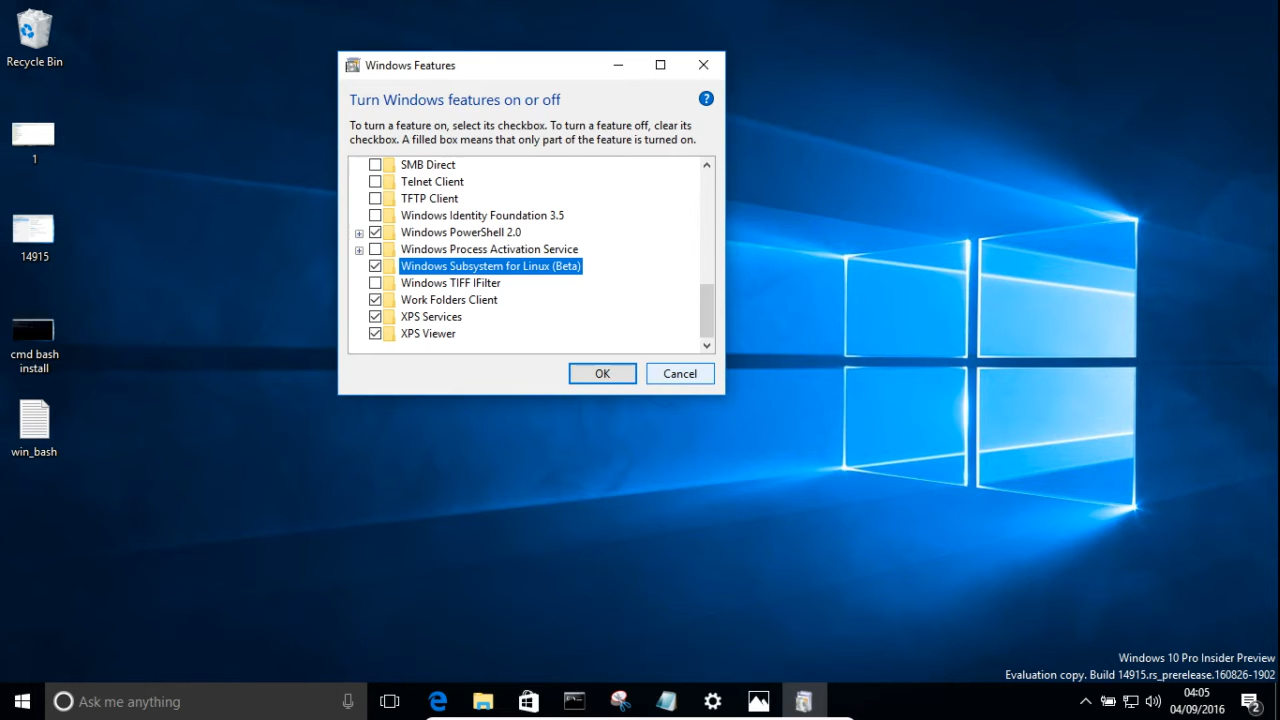 Recycle Bin
1
14915
cmd bash
install
win_bash
Windows Features
Turn Windows features on or off
?
To turn a feature on, select its checkbox. To turn a feature off, clear its
checkbox. A filled box means that only part of the feature is turned on.
SMB Direct
Telnet Client
TFTP Client
Windows Identity Foundation 3.5
Windows PowerShell 2.0
Windows Process Activation Service
Windows Subsystem for Linux (Beta)
Windows TIFF IFilter
Work Folders Client
XPS Services
XPS Viewer
OK
Cancel
Windows 10 Pro Insider Preview
Evaluation copy. Build 14915.rs_prerelease.160826-1902
Ask me anything
04:05
04/09/2016
2